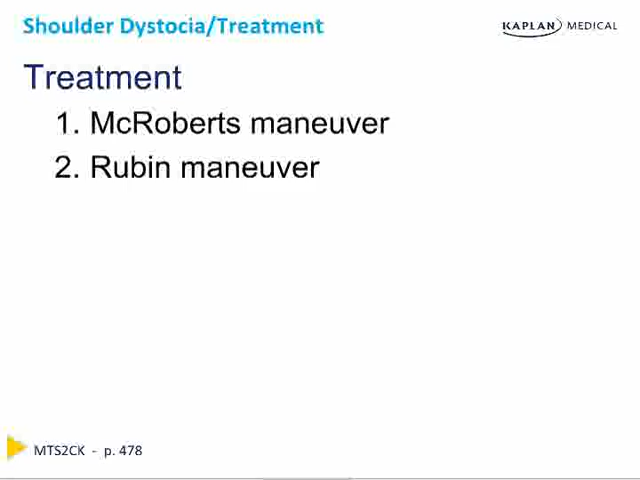 Shoulder Dystocia/Treatment
KAPLAN MEDICAL
Treatment
1. McRoberts maneuver
2. Rubin maneuver
MTS2CK - p. 478